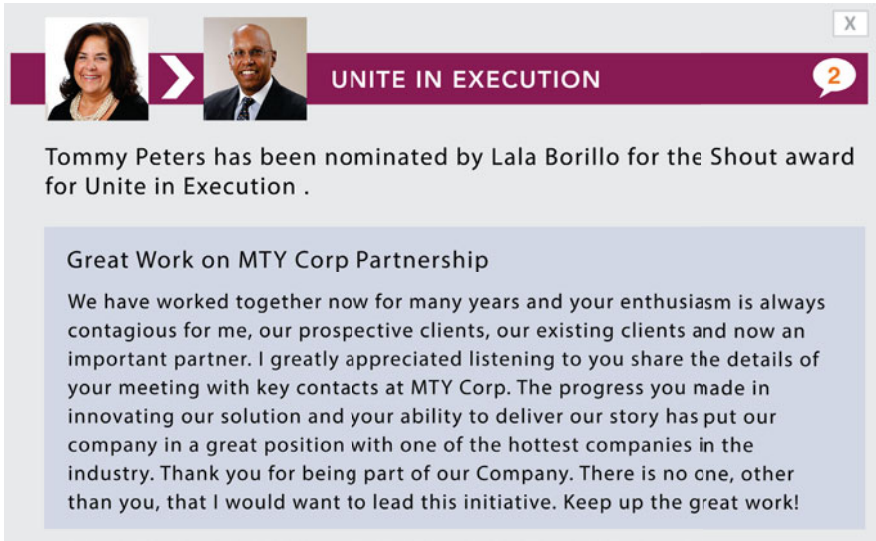 X
UNITE IN EXECUTION
2
Tommy Peters has been nominated by Lala Borillo for the Shout award
for Unite in Execution .
Great Work on MTY Corp Partnership
We have worked together now for many years and your enthusiasm is always
contagious for me, our prospective clients, our existing clients and now an
important partner. I greatly appreciated listening to you share the details of
your meeting with key contacts at MTY Corp. The progress you made in
innovating our solution and your ability to deliver our story has put our
company in a great position with one of the hottest companies in the
industry. Thank you for being part of our Company. There is no one, other
than you, that I would want to lead this initiative. Keep up the great work!